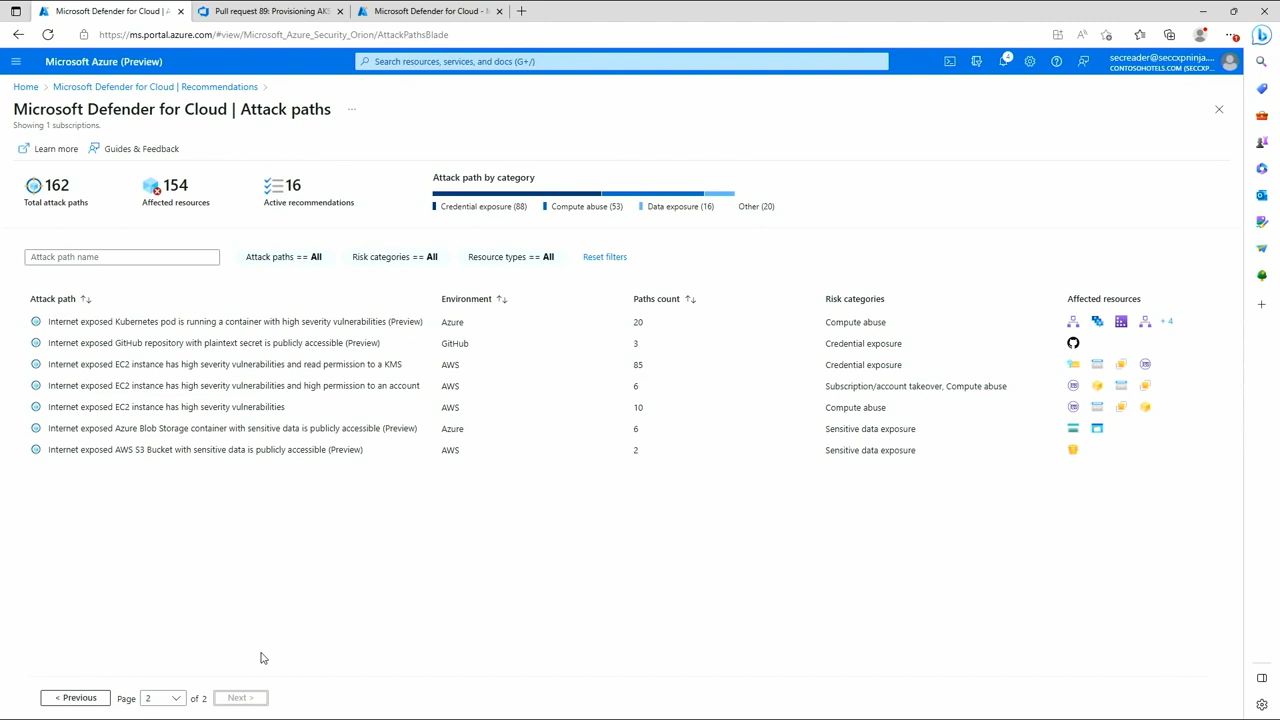 Microsoft Defender for Cloud | A
Pull request 89: Provisioning AKS
Microsoft Defender for Cloud - M
https://ms.portal.azure.com/#view/Microsoft_Azure_Security_Orion/AttackPathsBlade
Microsoft Azure (Preview)
Search resources, services, and docs (G+/)
4
secreader@seccxpninja....
CONTOSOHOTELS.COM (SECCXP...
Home > Microsoft Defender for Cloud | Recommendations >
Microsoft Defender for Cloud | Attack paths ...
Showing 1 subscriptions.
Learn more Guides & Feedback
162 Total attack paths
154 Affected resources
16 Active recommendations
Attack path by category
Credential exposure (88) Compute abuse (53) Data exposure (16) Other (20)
Attack path name Attack paths == All Risk categories == All Resource types == All Reset filters
Attack path Environment Paths count Risk categories Affected resources
Internet exposed Kubernetes pod is running a container with high severity vulnerabilities (Preview) Azure 20 Compute abuse + 4
Internet exposed GitHub repository with plaintext secret is publicly accessible (Preview) GitHub 3 Credential exposure
Internet exposed EC2 instance has high severity vulnerabilities and read permission to a KMS AWS 85 Credential exposure
Internet exposed EC2 instance has high severity vulnerabilities and high permission to an account AWS 6 Subscription/account takeover, Compute abuse
Internet exposed EC2 instance has high severity vulnerabilities AWS 10 Compute abuse
Internet exposed Azure Blob Storage container with sensitive data is publicly accessible (Preview) Azure 6 Sensitive data exposure
Internet exposed AWS S3 Bucket with sensitive data is publicly accessible (Preview) AWS 2 Sensitive data exposure
< Previous Page 2 of 2 Next >